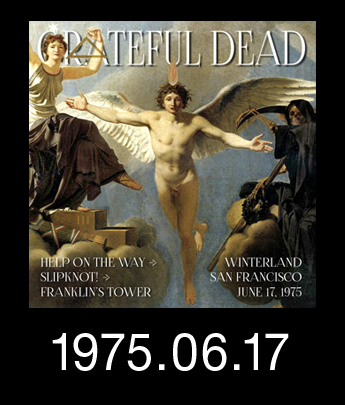 GRATEFUL DEAD
HELP ON THE WAY →
SLIPKNOT! →
FRANKLIN'S TOWER
WINTERLAND
SAN FRANCISCO
JUNE 17, 1975
1975.06.17